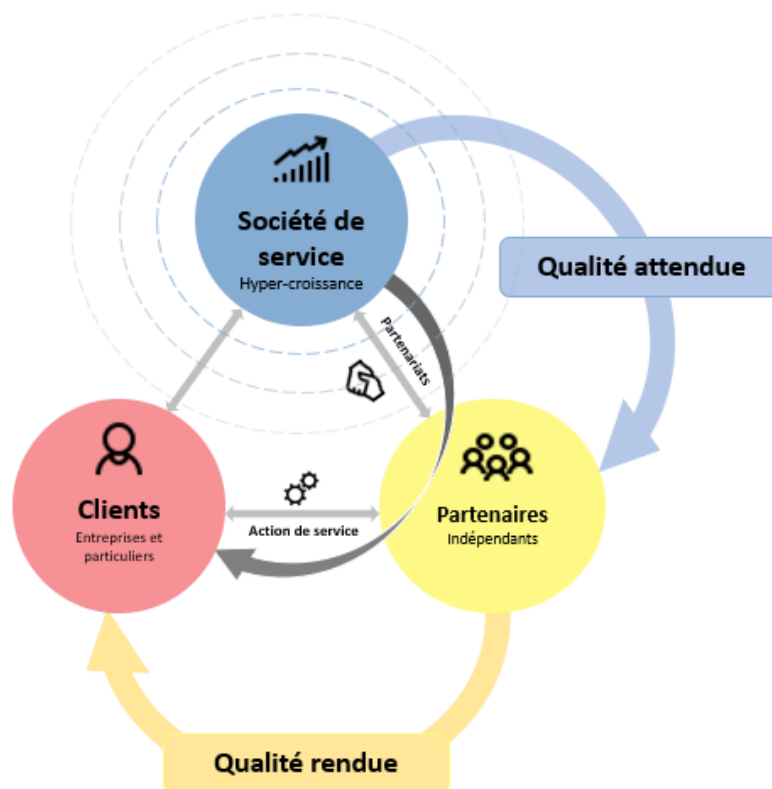 Société de
service
Hyper-croissance
Qualité attendue
Partenariats
Clients
Entreprises et
particuliers
Action de service
Partenaires
Indépendants
Qualité rendue